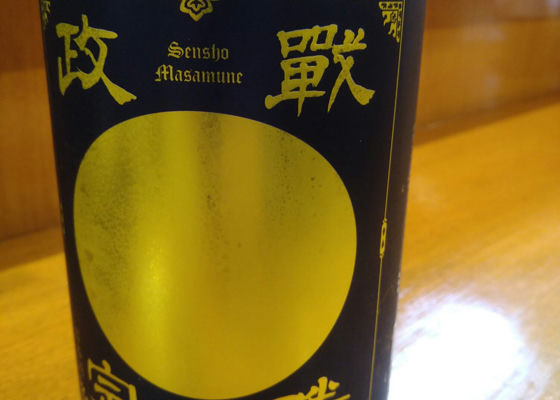 戰
政
Sensho
Masamune